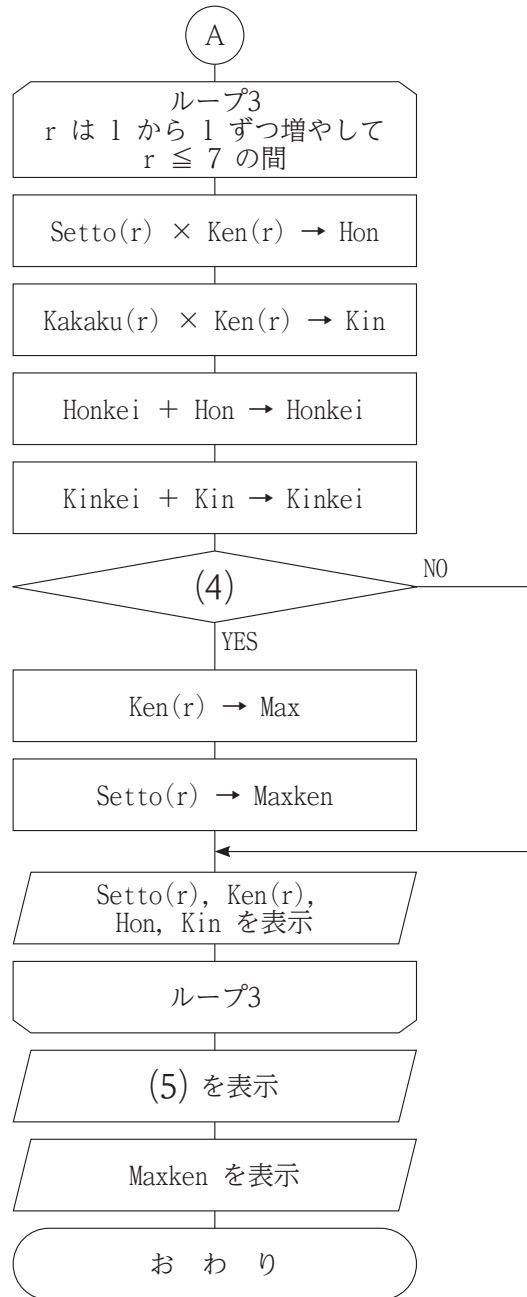 A
ループ3
r は 1 から 1 ずつ増やして
r ≦ 7 の間
Setto(r) × Ken(r) → Hon
Kakaku(r) × Ken(r) → Kin
Honkei + Hon → Honkei
Kinkei + Kin → Kinkei
(4)
NO
YES
Ken(r) → Max
Setto(r) → Maxken
Setto(r), Ken(r),
Hon, Kin を表示
ループ3
(5) を表示
Maxken を表示
お わ り